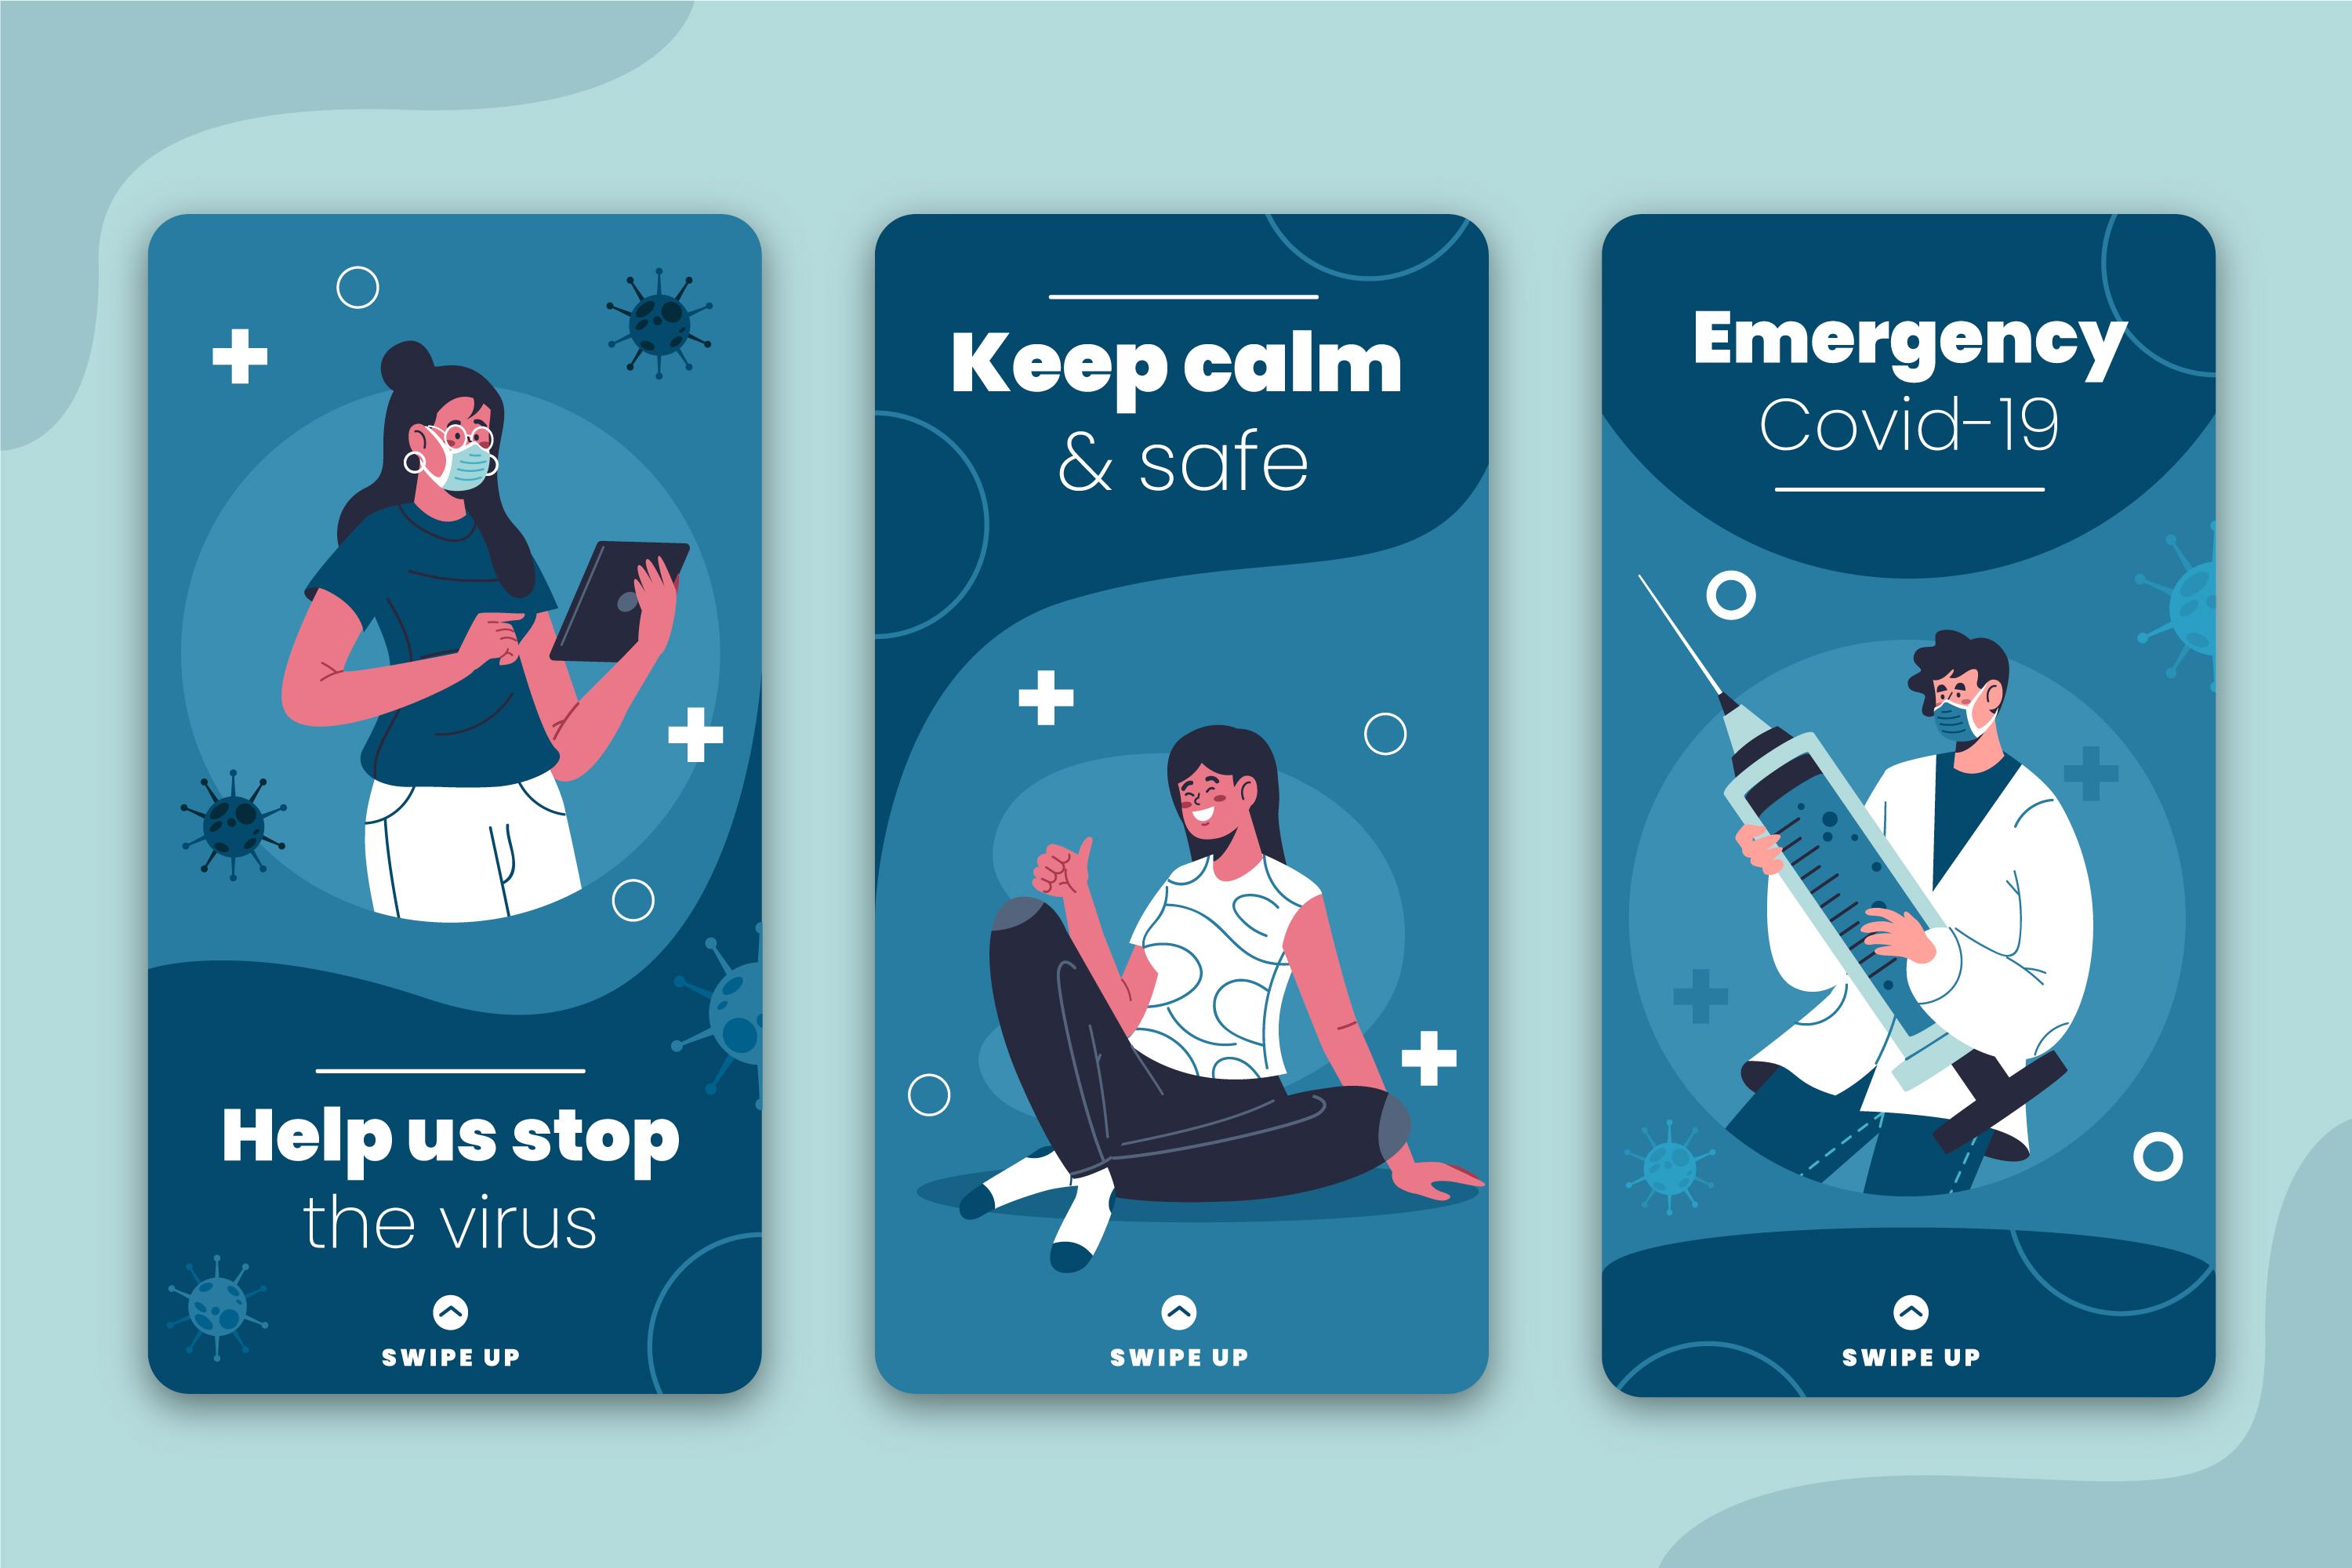 Help us stop
the virus
SWIPE UP
Keep calm
& safe
SWIPE UP
Emergency
Covid-19
SWIPE UP